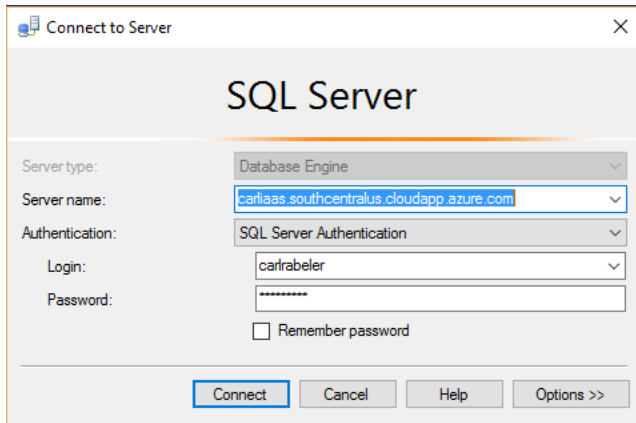 Connect to Server
SQL Server
Server type: Database Engine
Server name: carliaas.southcentralus.cloudapp.azure.com
Authentication: SQL Server Authentication
Login: carlrabeler
Password: *********
Remember password
Connect Cancel Help Options >>